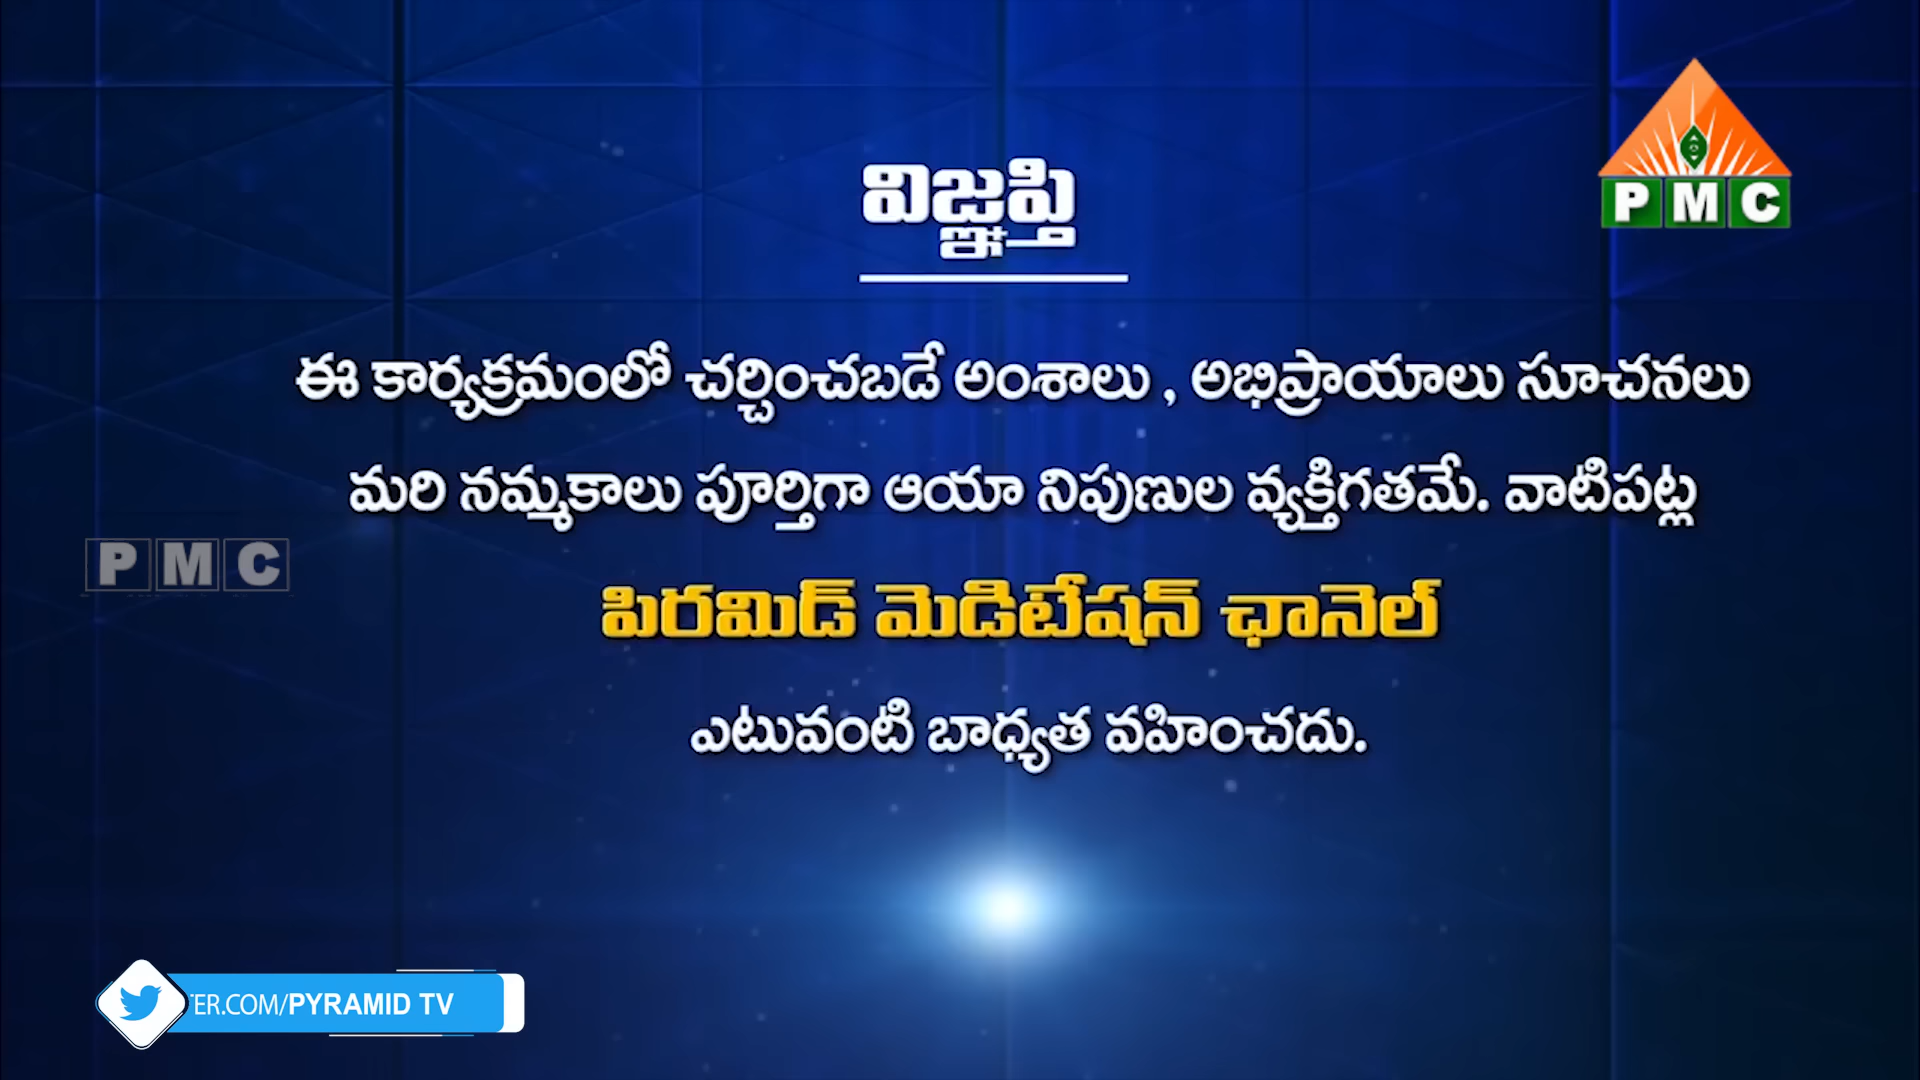 విజ్ఞప్తి
PMC
ఈ కార్యక్రమంలో చర్చించబడే అంశాలు , అభిప్రాయాలు సూచనలు
మరి నమ్మకాలు పూర్తిగా ఆయా నిపుణుల వ్యక్తిగతమే. వాటిపట్ల
PMC
పిరమిడ్ మెడిటేషన్ ఛానెల్
ఎటువంటి బాధ్యత వహించదు.
TER.COM/PYRAMID TV